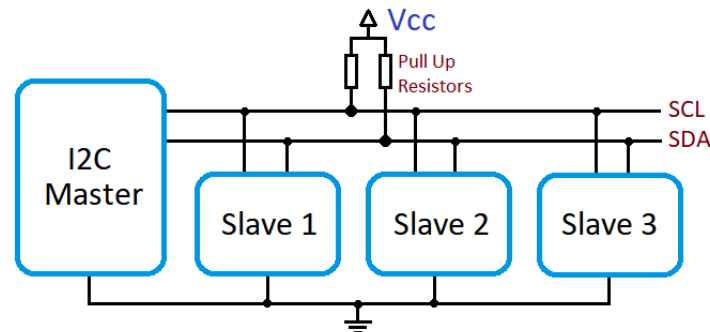 Vcc
Pull Up
Resistors
SCL
SDA
I2C
Master
Slave 1
Slave 2
Slave 3